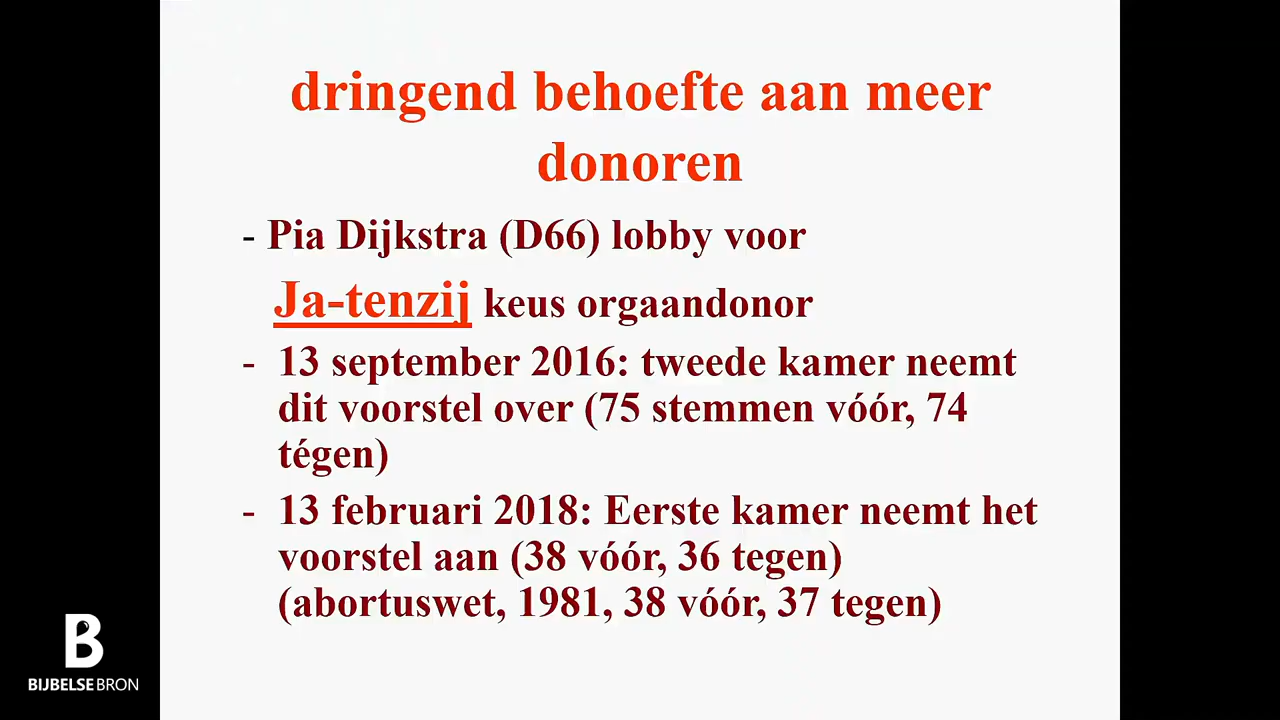 dringend behoefte aan meer
donoren
- Pia Dijkstra (D66) lobby voor
Ja-tenzij keus orgaandonor
- 13 september 2016: tweede kamer neemt
dit voorstel over (75 stemmen vóór, 74
tégen)
- 13 februari 2018: Eerste kamer neemt het
voorstel aan (38 vóór, 36 tegen)
(abortuswet, 1981, 38 vóór, 37 tegen)
B
BIJBELSE BRON